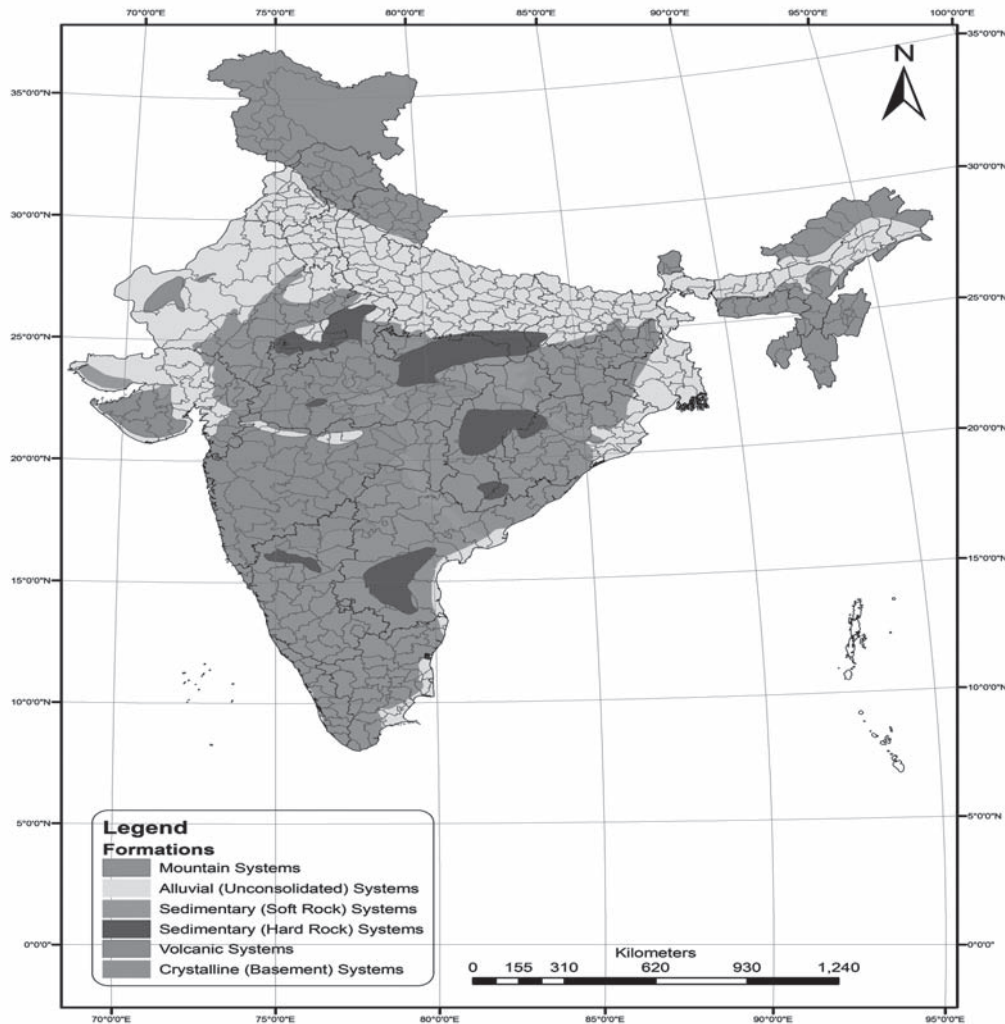 70°0'0"E 75°0'0"E 80°0'0"E 85°0'0"E 90°0'0"E 95°0'0"E 100°0'0"E
35°0'0"N
N
35°0'0"N
30°0'0"N
30°0'0"N
25°0'0"N
25°0'0"N
20°0'0"N
20°0'0"N
15°0'0"N
15°0'0"N
10°0'0"N
10°0'0"N
5°0'0"N
5°0'0"N
Legend
Formations
Mountain Systems
Alluvial (Unconsolidated) Systems
Sedimentary (Soft Rock) Systems
Sedimentary (Hard Rock) Systems
Volcanic Systems
Crystalline (Basement) Systems
0°0'0"N
0°0'0"N
Kilometers
0 155 310 620 930 1,240
70°0'0"E 75°0'0"E 80°0'0"E 85°0'0"E 90°0'0"E 95°0'0"E